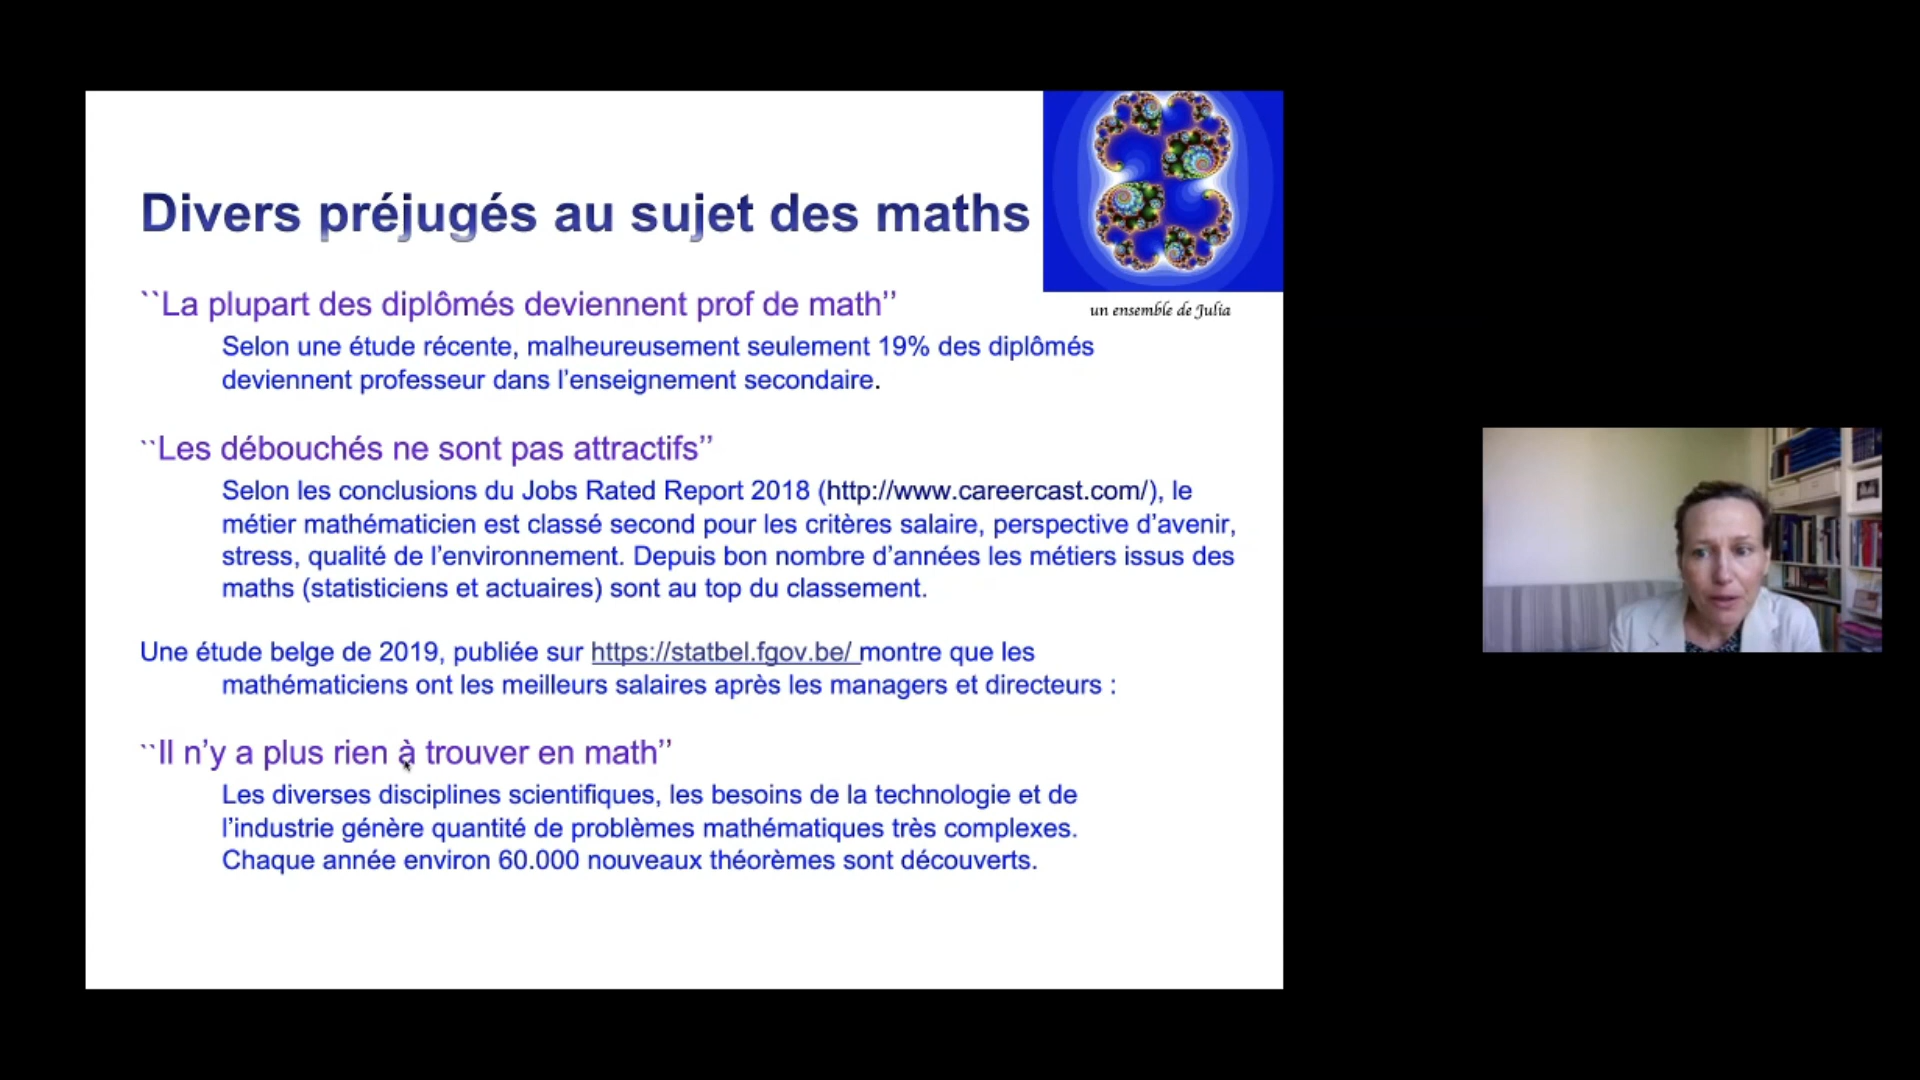 Divers préjugés au sujet des maths
un ensemble de Julia
``La plupart des diplômés deviennent prof de math’’
Selon une étude récente, malheureusement seulement 19% des diplômés
deviennent professeur dans l’enseignement secondaire.
``Les débouchés ne sont pas attractifs’’
Selon les conclusions du Jobs Rated Report 2018 (http://www.careercast.com/), le
métier mathématicien est classé second pour les critères salaire, perspective d’avenir,
stress, qualité de l’environnement. Depuis bon nombre d’années les métiers issus des
maths (statisticiens et actuaires) sont au top du classement.
Une étude belge de 2019, publiée sur https://statbel.fgov.be/ montre que les
mathématiciens ont les meilleurs salaires après les managers et directeurs :
``Il n’y a plus rien à trouver en math’’
Les diverses disciplines scientifiques, les besoins de la technologie et de
l’industrie génère quantité de problèmes mathématiques très complexes.
Chaque année environ 60.000 nouveaux théorèmes sont découverts.